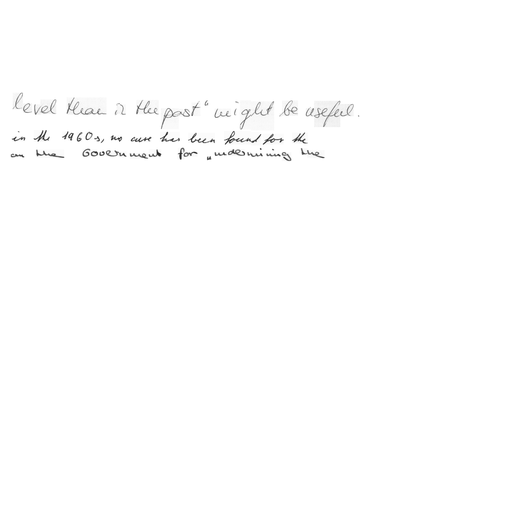 level than in the past" might be useful.
in the 1960s, no cure has been found for the
on the Government for "undermining the